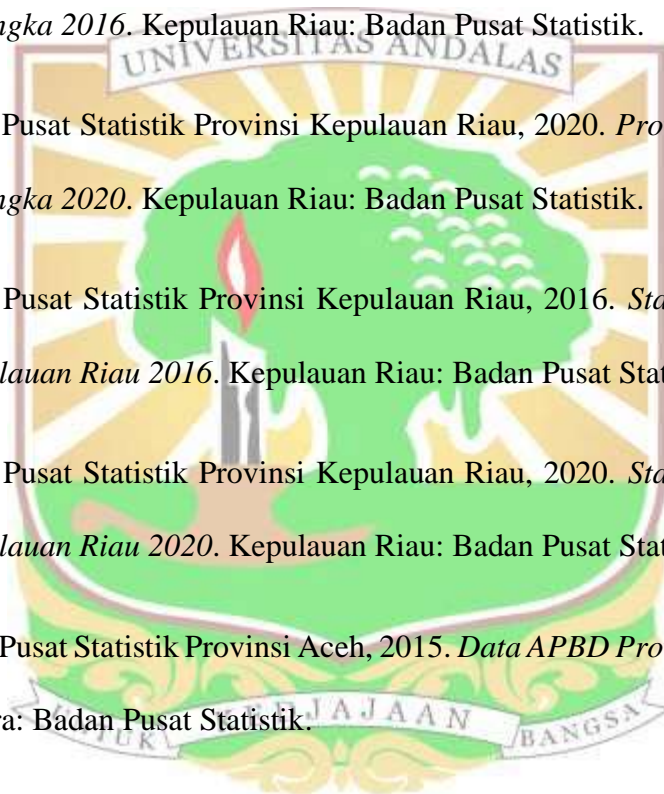 ngka 2016. Kepulauan Riau: Badan Pusat Statistik.
UNIVERSITAS ANDALAS
Pusat Statistik Provinsi Kepulauan Riau, 2020. Pro
ngka 2020. Kepulauan Riau: Badan Pusat Statistik.
Pusat Statistik Provinsi Kepulauan Riau, 2016. Sta
lauan Riau 2016. Kepulauan Riau: Badan Pusat Stat
Pusat Statistik Provinsi Kepulauan Riau, 2020. Sta
lauan Riau 2020. Kepulauan Riau: Badan Pusat Stat
Pusat Statistik Provinsi Aceh, 2015. Data APBD Pro
ra: Badan Pusat Statistik.
JAJAAN BANGSA